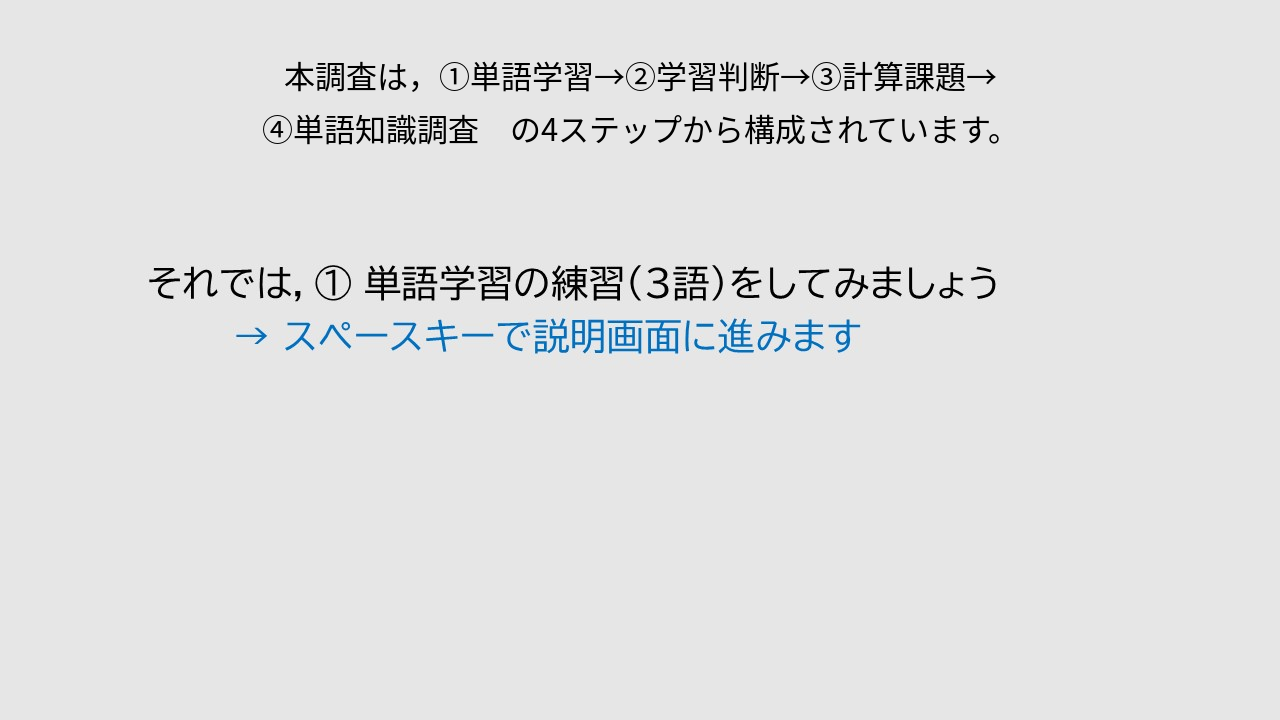 本調査は，①単語学習→②学習判断→③計算課題→
④単語知識調査　の4ステップから構成されています。
それでは，① 単語学習の練習（３語）をしてみましょう
→ スペースキーで説明画面に進みます